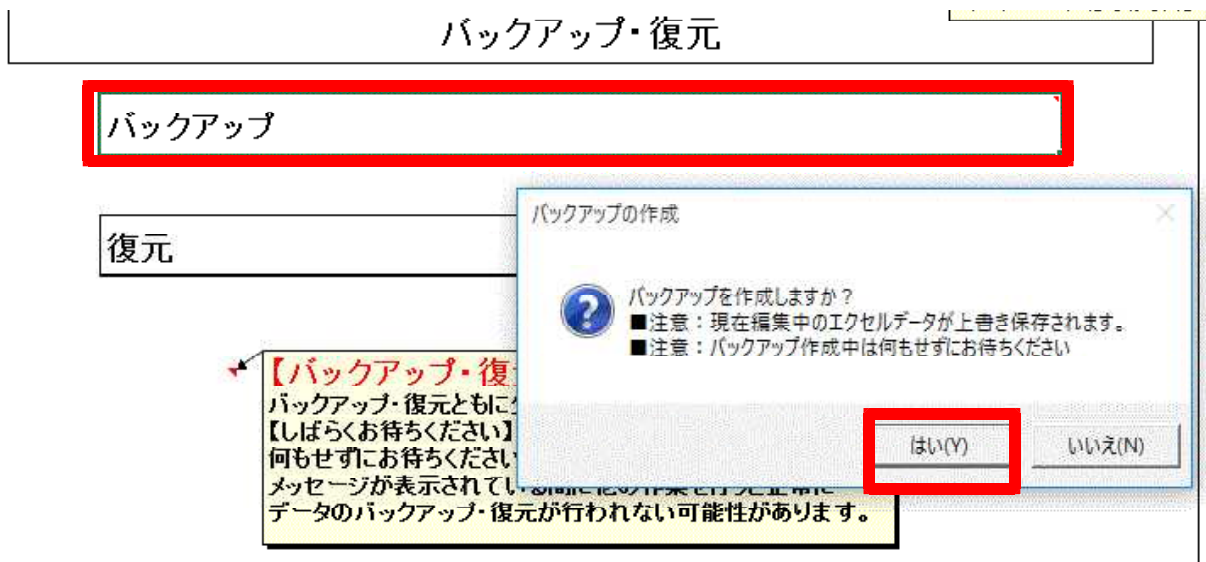 バックアップ・復元
バックアップ
復元
バックアップの作成
バックアップを作成しますか？
■注意：現在編集中のエクセルデータが上書き保存されます。
■注意：バックアップ作成中は何もせずにお待ちください
はい(Y)
いいえ(N)
【バックアップ・復
バックアップ・復元ともに
【しばらくお待ちください】
何もせずにお待ちくださ
メッセージが表示されてい
データのバックアップ・復元が行われない可能性があります。